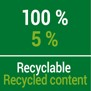 100 %
5 %
Recyclable
Recycled content